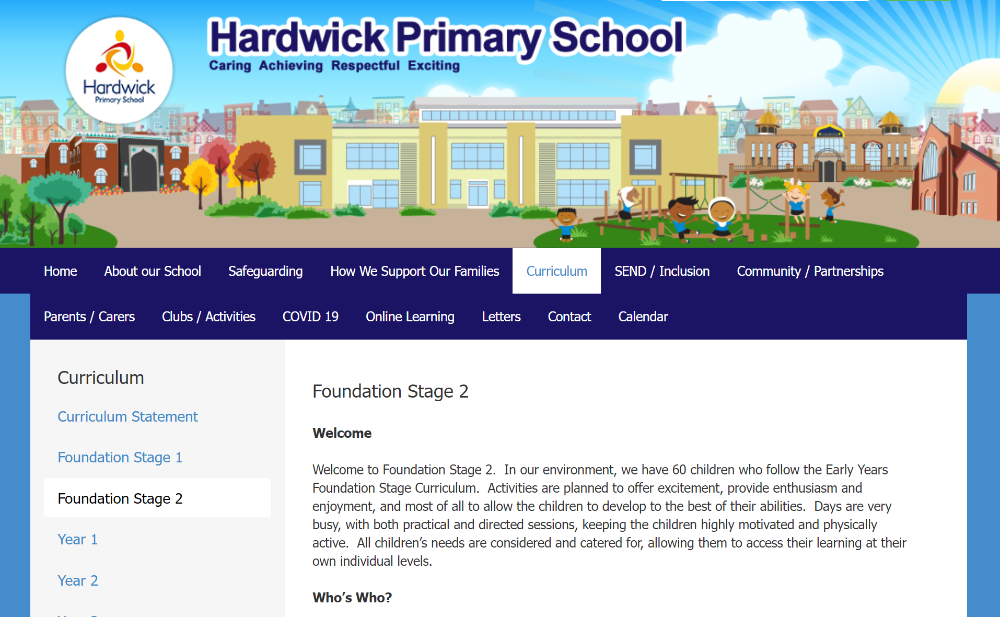 Hardwick Primary School
Caring Achieving Respectful Exciting
Hardwick
Primary School
Home About our School Safeguarding How We Support Our Families Curriculum SEND / Inclusion Community / Partnerships
Parents / Carers Clubs / Activities COVID 19 Online Learning Letters Contact Calendar
Curriculum
Curriculum Statement
Foundation Stage 1
Foundation Stage 2
Year 1
Year 2
Foundation Stage 2
Welcome
Welcome to Foundation Stage 2.  In our environment, we have 60 children who follow the Early Years
Foundation Stage Curriculum.  Activities are planned to offer excitement, provide enthusiasm and
enjoyment, and most of all to allow the children to develop to the best of their abilities.  Days are very
busy, with both practical and directed sessions, keeping the children highly motivated and physically
active.  All children’s needs are considered and catered for, allowing them to access their learning at their
own individual levels.
Who’s Who?